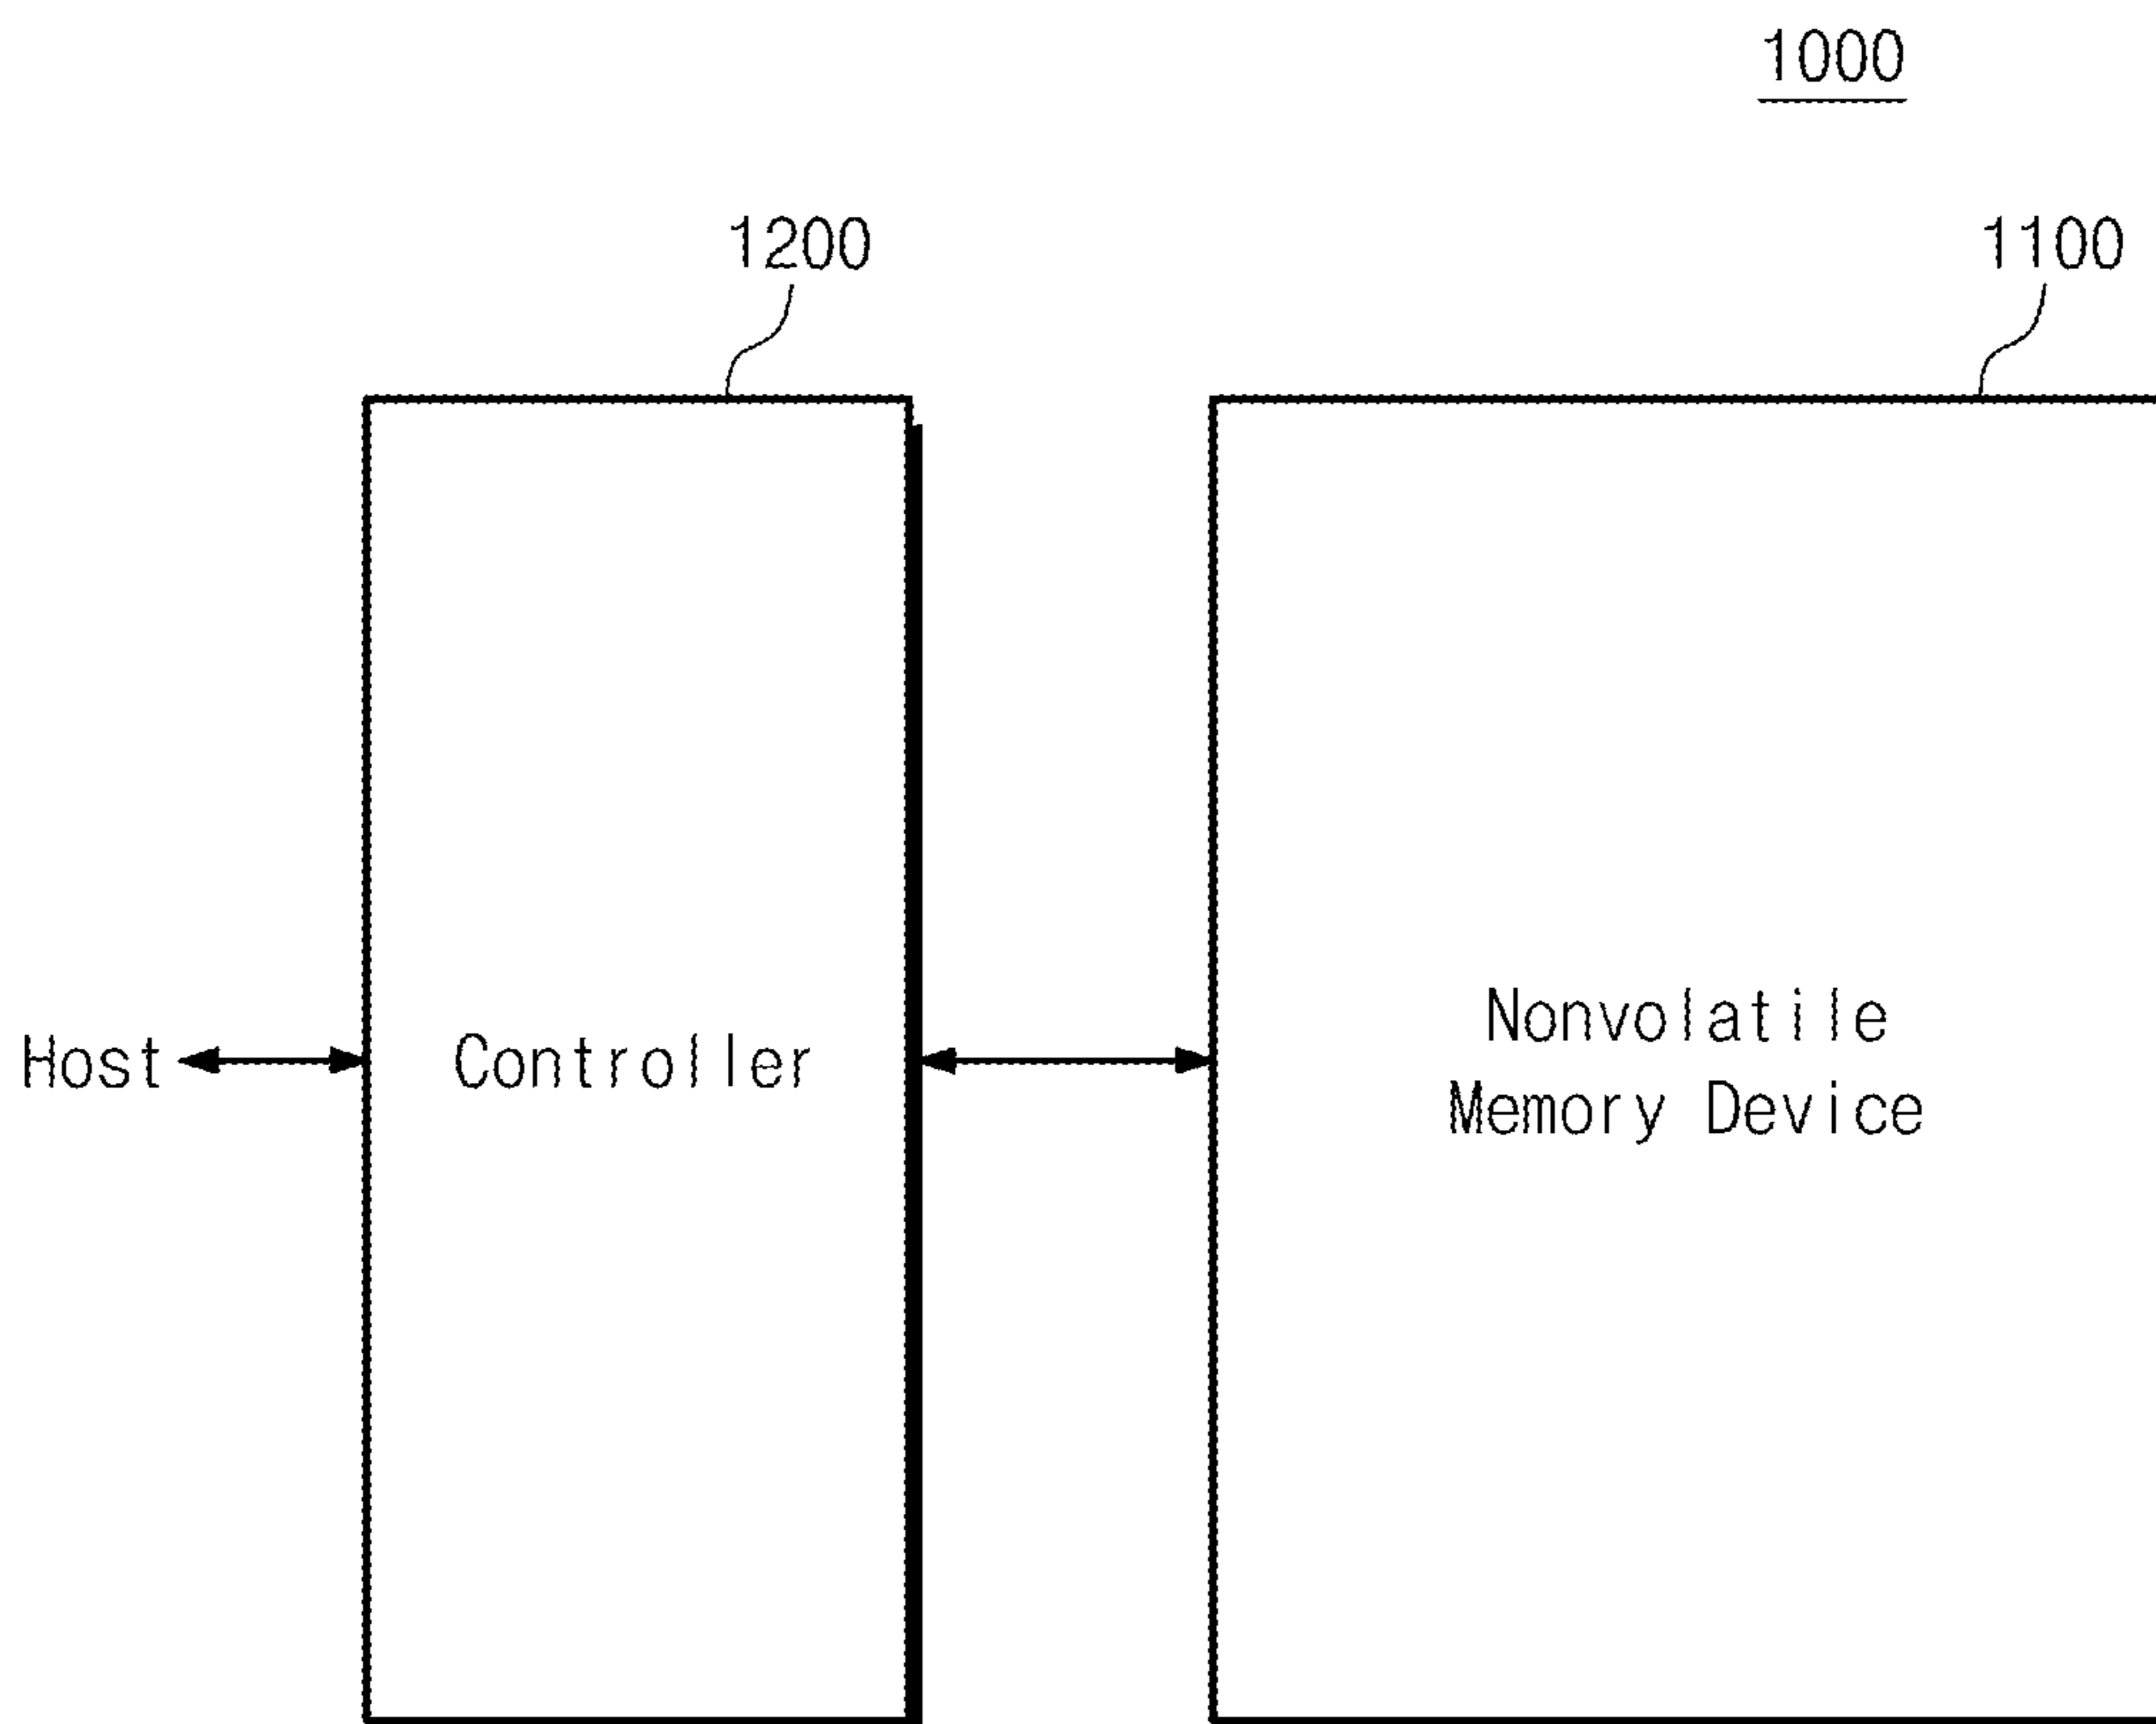 1000
1200
1100
Host
Controller
Nonvolatile
Memory Device